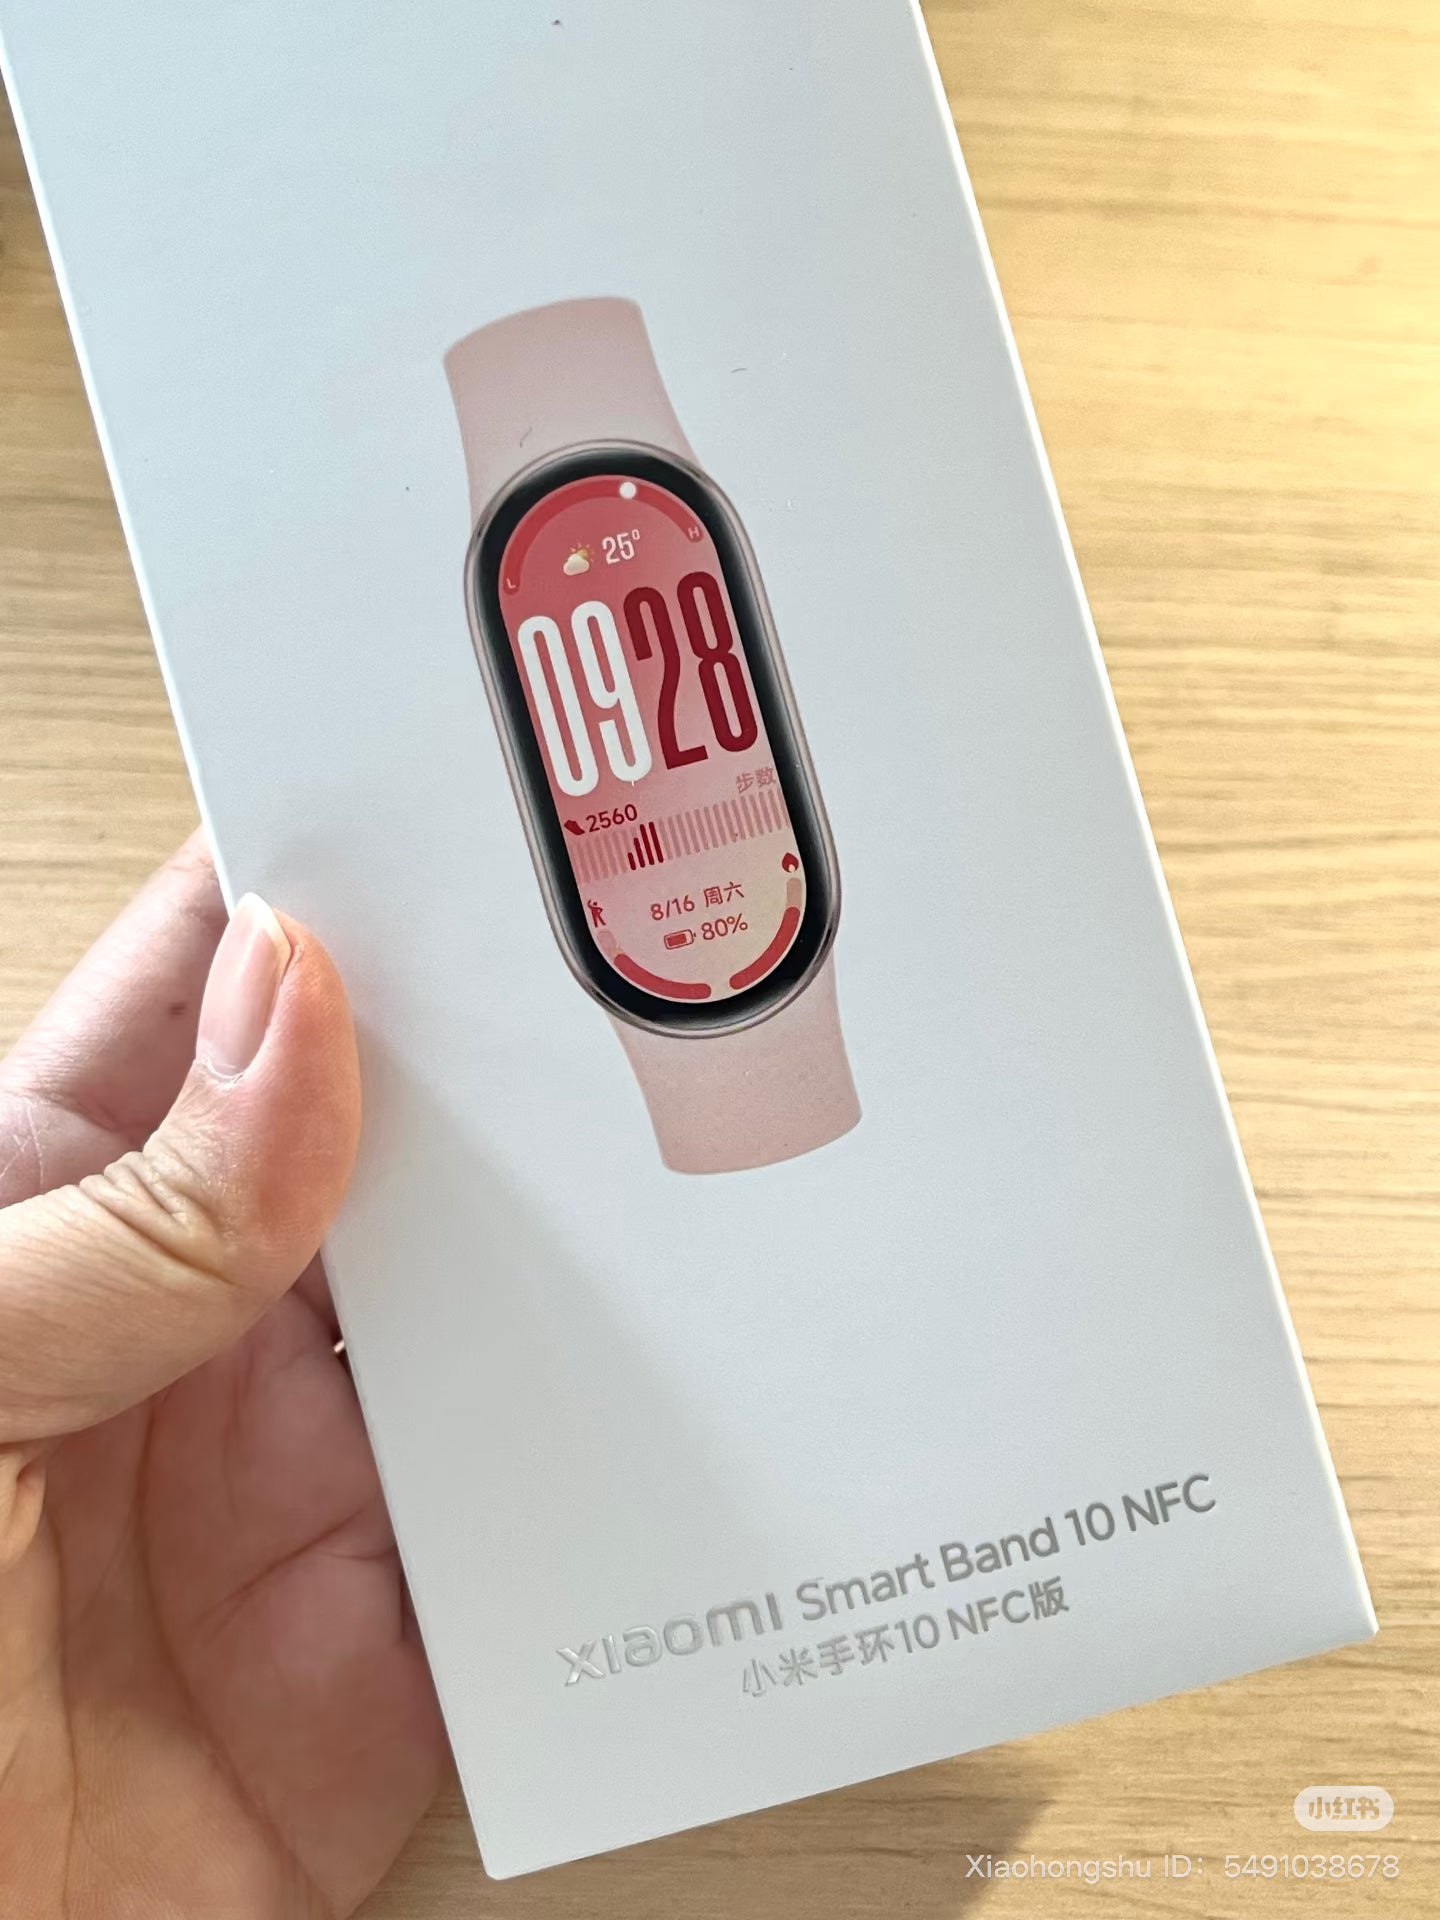 25°
L
H
0928
步数
2560
8/16 周六
80%
xiaomi Smart Band 10 NFC
小米手环10 NFC版
小红书
Xiaohongshu ID: 5491038678